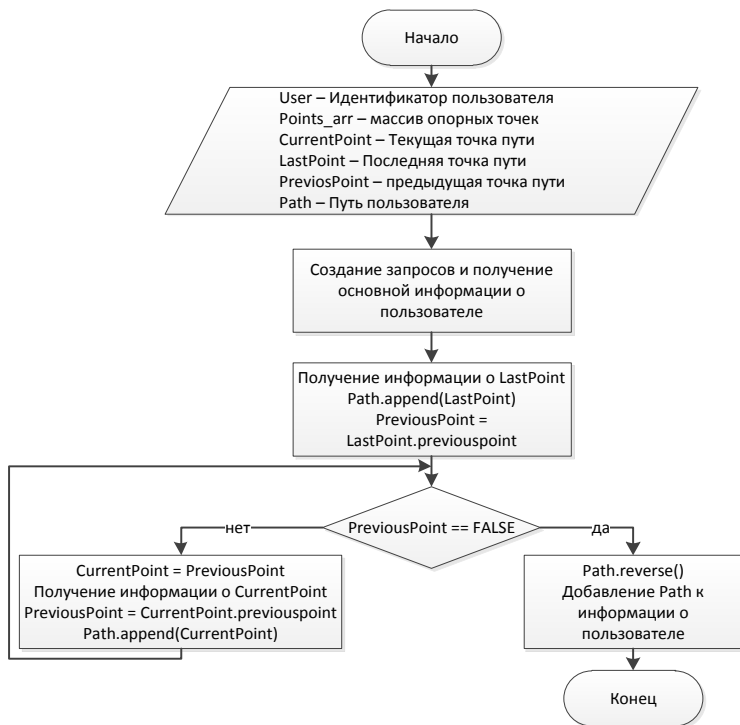 Начало
User – Идентификатор пользователя
Points_arr – массив опорных точек
CurrentPoint – Текущая точка пути
LastPoint – Последняя точка пути
PreviosPoint – предыдущая точка пути
Path – Путь пользователя
Создание запросов и получение
основной информации о
пользователе
Получение информации о LastPoint
Path.append(LastPoint)
PreviousPoint =
LastPoint.previouspoint
PreviousPoint == FALSE
нет
да
CurrentPoint = PreviousPoint
Получение информации о CurrentPoint
PreviousPoint = CurrentPoint.previouspoint
Path.append(CurrentPoint)
Path.reverse()
Добавление Path к
информации о
пользователе
Конец